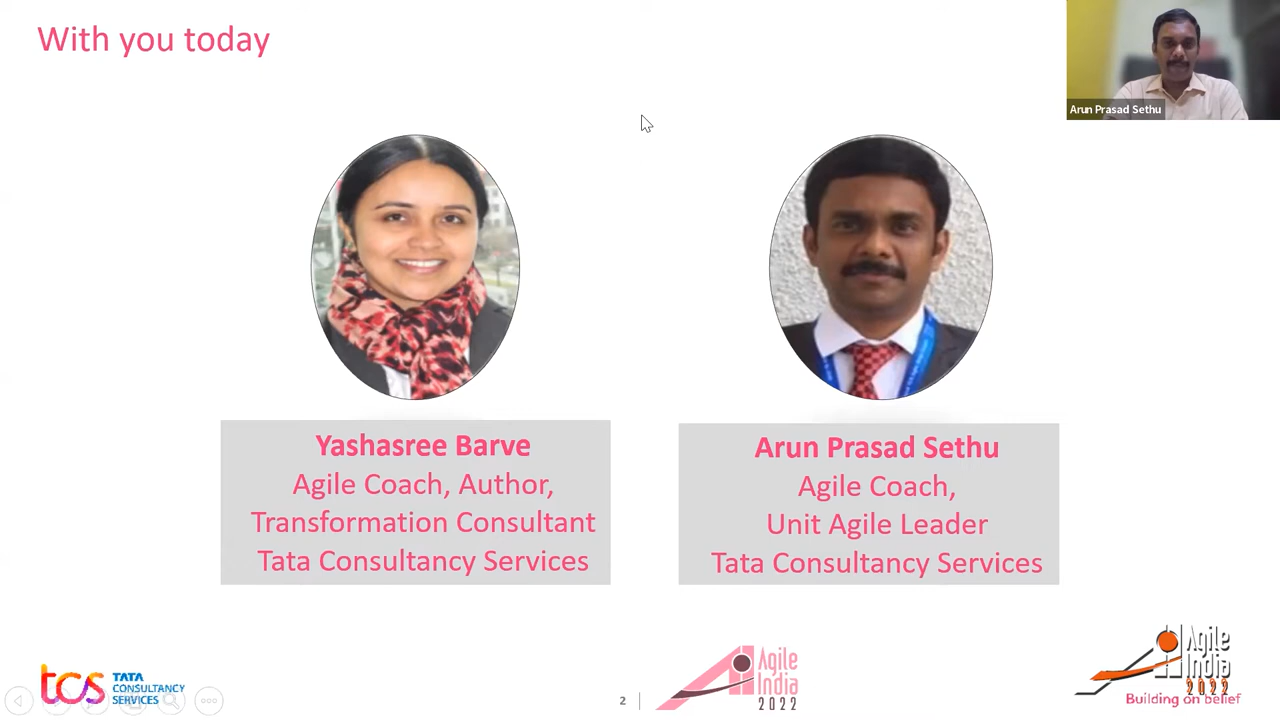 With you today
Arun Prasad Sethu
Yashasree Barve
Agile Coach, Author,
Transformation Consultant
Tata Consultancy Services
Arun Prasad Sethu
Agile Coach,
Unit Agile Leader
Tata Consultancy Services
tcs
TATA
CONSULTANCY
SERVICES
2
Agile
India
2022
Agile
India
2022
Building on belief